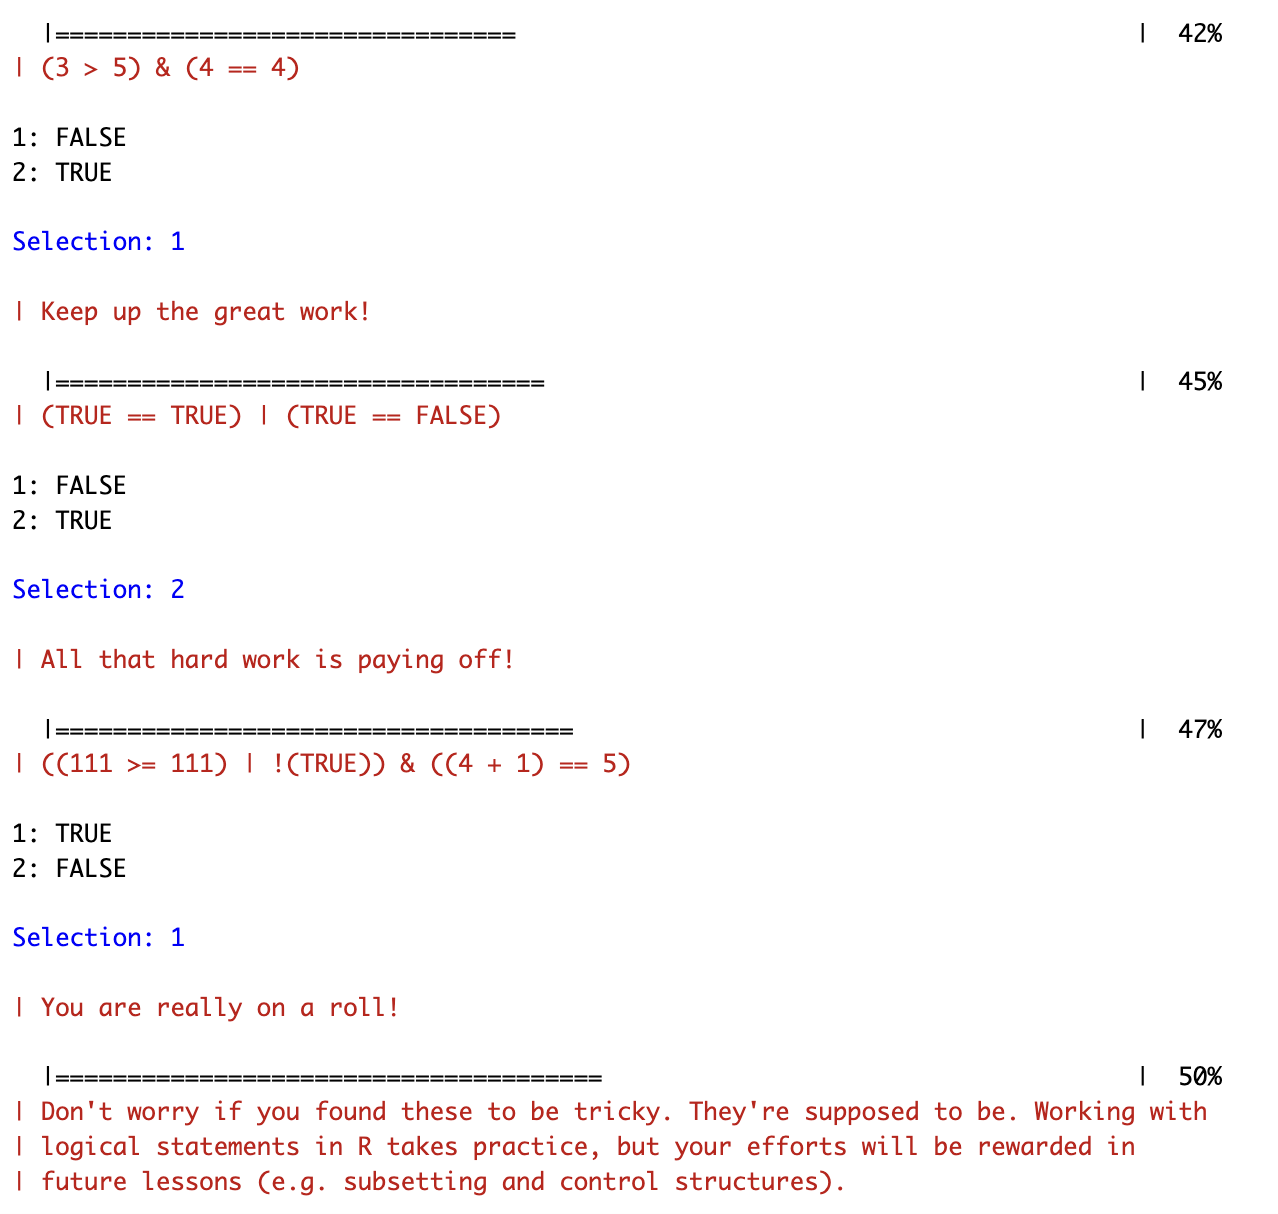 |================================ | 42%
| (3 > 5) & (4 == 4)
1: FALSE
2: TRUE
Selection: 1
| Keep up the great work!
|================================== | 45%
| (TRUE == TRUE) | (TRUE == FALSE)
1: FALSE
2: TRUE
Selection: 2
| All that hard work is paying off!
|==================================== | 47%
| ((111 >= 111) | !(TRUE)) & ((4 + 1) == 5)
1: TRUE
2: FALSE
Selection: 1
| You are really on a roll!
|====================================== | 50%
| Don't worry if you found these to be tricky. They're supposed to be. Working with
| logical statements in R takes practice, but your efforts will be rewarded in
| future lessons (e.g. subsetting and control structures).